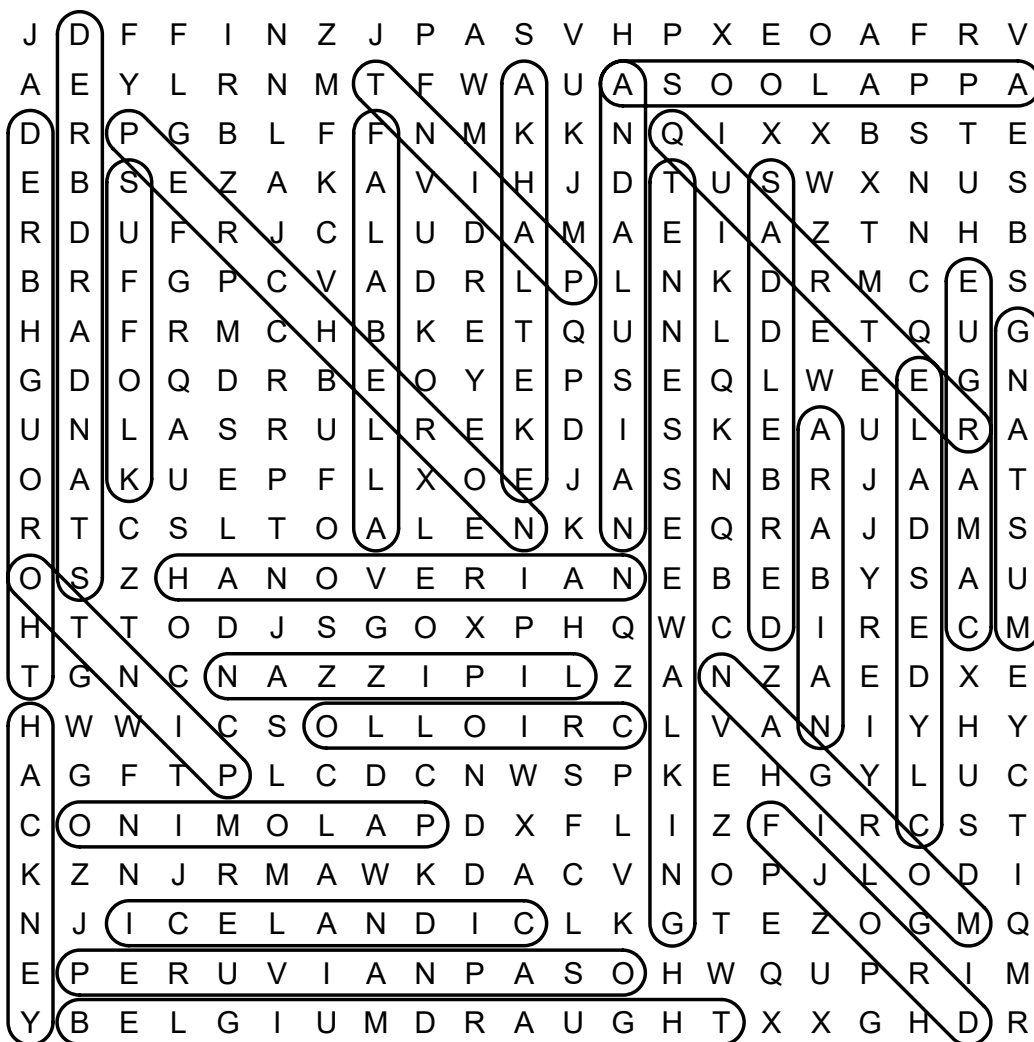 J D F F I N Z J P A S V H P X E O A F R V
A E Y L R N M T F W A U A S O O L A P P A
D R P G B L F F N M K K N Q I X X B S T E
E B S E Z A K A V I H J D T U S W X N U S
R D U F R J C L U D A M A E I A Z T N H B
B R F G P C V A D R L P L N K D R M C E S
H A F R M C H B K E T Q U N L D E T Q U G
G D O Q D R B E O Y E P S E Q L W E E G N
U N L A S R U L R E K D I S K E A U L R A
O A K U E P F L X O E J A S N B R J A A T
R T C S L T O A L E N K N E Q R A J D M S
O S Z H A N O V E R I A N E B E B Y S A U
H T T O D J S G O X P H Q W C D I R E C M
T G N C N A Z Z I P I L Z A N Z A E D X E
H W W I C S O L L O I R C L V A N I Y H Y
A G F T P L C D C N W S P K E H G Y L U C
C O N I M O L A P D X F L I Z F I R C S T
K Z N J R M A W K D A C V N O P J L O D I
N J I C E L A N D I C L K G T E Z O G M Q
E P E R U V I A N P A S O H W Q U P R I M
Y B E L G I U M D R A U G H T X X G H D R